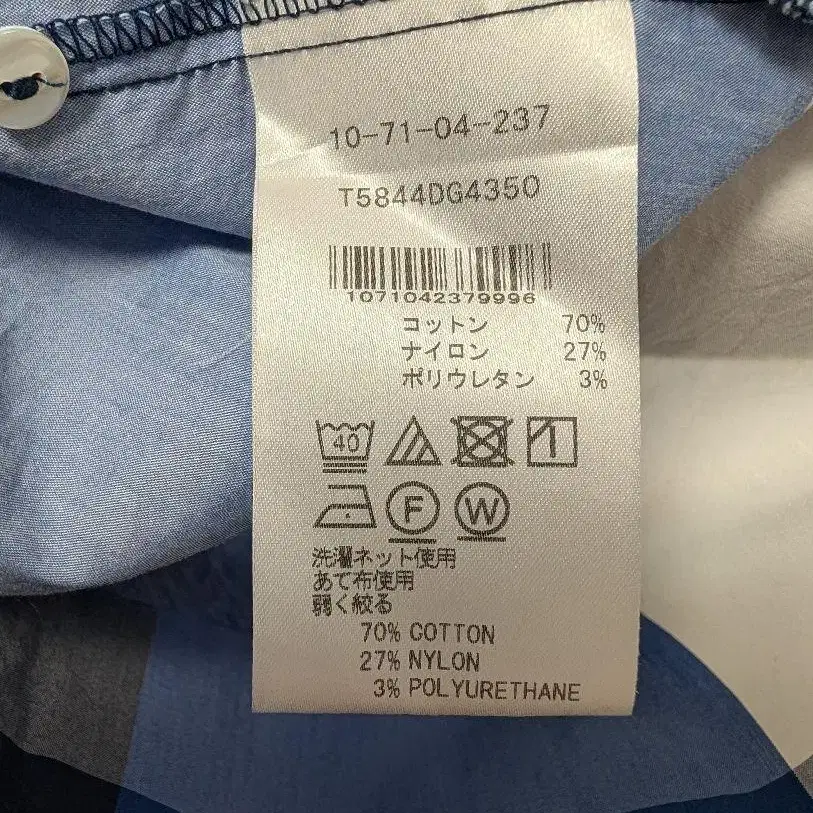 10-71-04-237
T5844DG4350
1071042379996
コットン 70%
ナイロン 27%
ポリウレタン 3%
40
F W
洗濯ネット使用
あて布使用
弱く絞る
70% COTTON
27% NYLON
3% POLYURETHANE